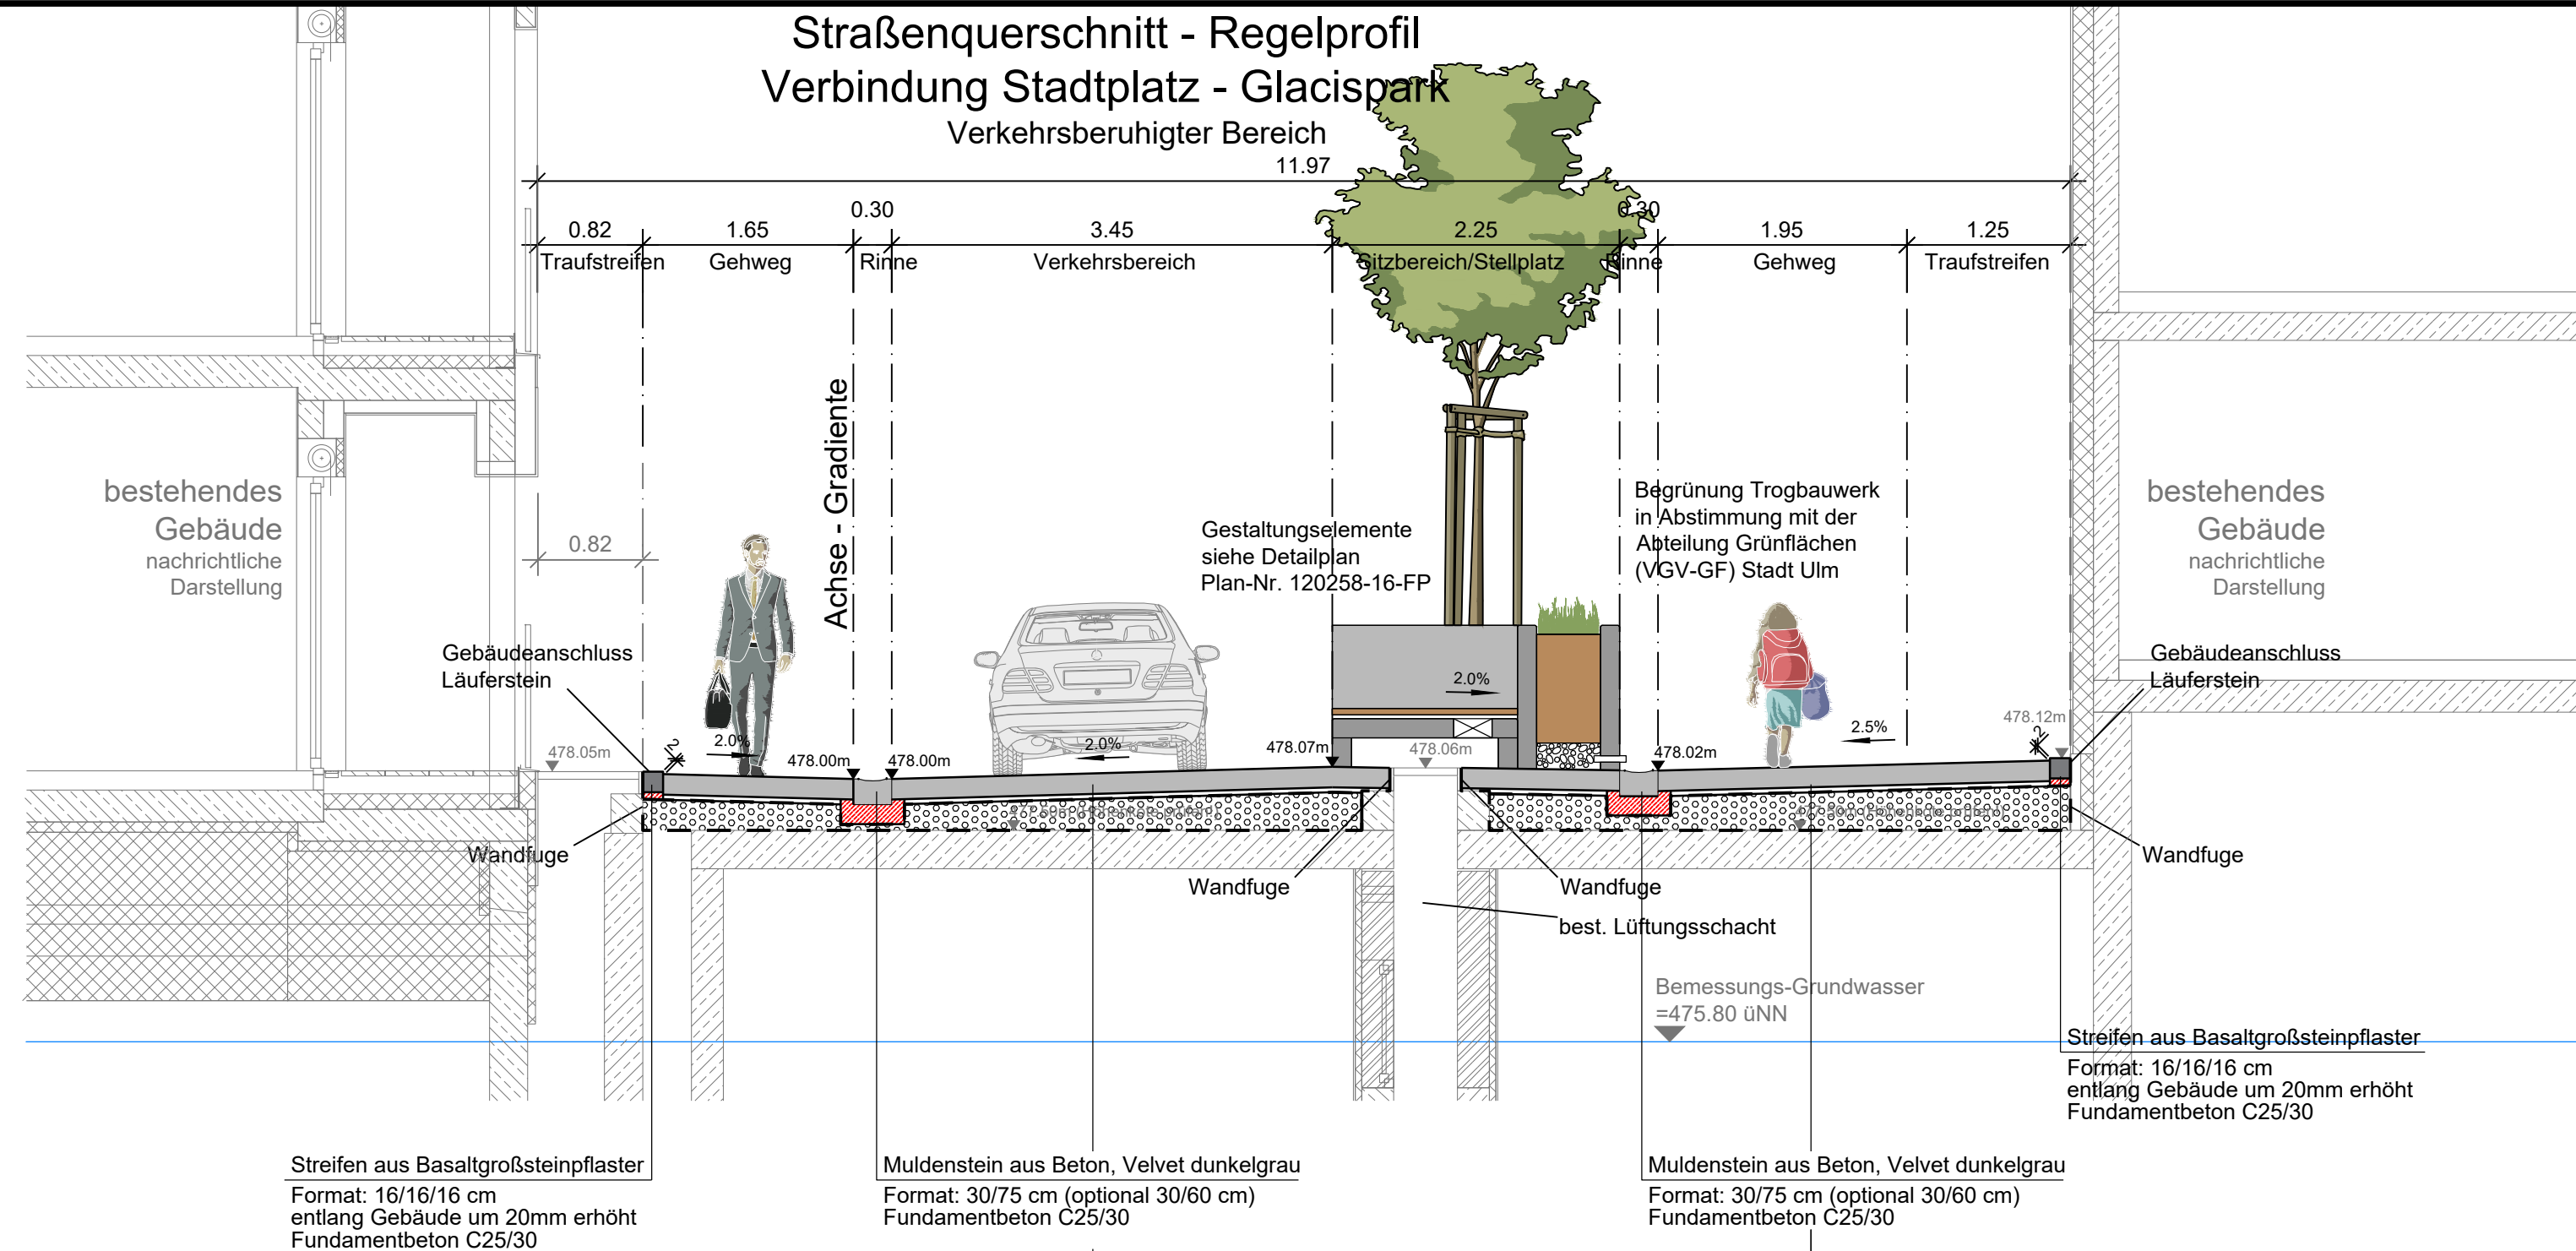 Straßenquerschnitt - Regelprofil
Verbindung Stadtplatz - Glacispark
Verkehrsberuhigter Bereich
11.97
0.82
1.65
0.30
3.45
2.25
0.30
1.95
1.25
Traufstreifen
Gehweg
Rinne
Verkehrsbereich
Sitzbereich/Stellplatz
Rinne
Gehweg
Traufstreifen
Achse - Gradiente
0.82
bestehendes
Gebäude
nachrichtliche
Darstellung
Gestaltungselemente
siehe Detailplan
Plan-Nr. 120258-16-FP
Begrünung Trogbauwerk
in Abstimmung mit der
Abteilung Grünflächen
(VGV-GF) Stadt Ulm
bestehendes
Gebäude
nachrichtliche
Darstellung
Gebäudeanschluss
Läuferstein
Gebäudeanschluss
Läuferstein
478.05m
2
2.0%
478.00m
478.00m
2.0%
478.07m
2.0%
478.06m
478.02m
2.5%
478.12m
2
Wandfuge
Wandfuge
Wandfuge
Wandfuge
best. Lüftungsschacht
Bemessungs-Grundwasser
=475.80 üNN
Streifen aus Basaltgroßsteinpflaster
Format: 16/16/16 cm
entlang Gebäude um 20mm erhöht
Fundamentbeton C25/30
Streifen aus Basaltgroßsteinpflaster
Format: 16/16/16 cm
entlang Gebäude um 20mm erhöht
Fundamentbeton C25/30
Muldenstein aus Beton, Velvet dunkelgrau
Format: 30/75 cm (optional 30/60 cm)
Fundamentbeton C25/30
Muldenstein aus Beton, Velvet dunkelgrau
Format: 30/75 cm (optional 30/60 cm)
Fundamentbeton C25/30